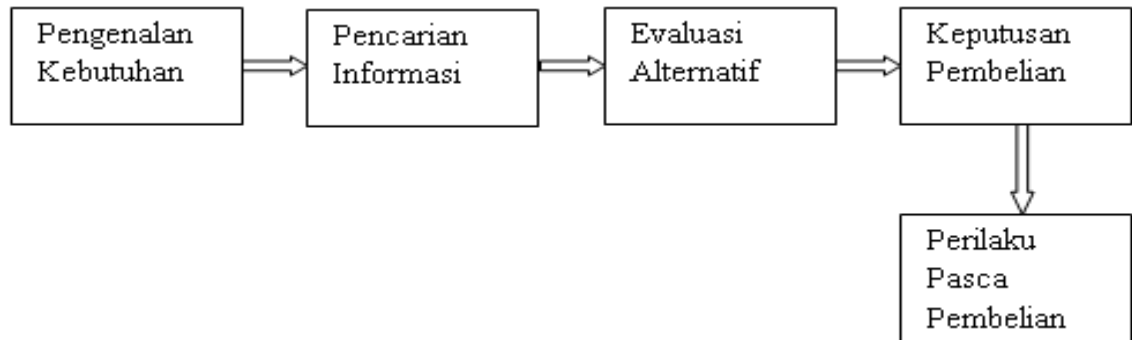 Pengenalan
Kebutuhan
Pencarian
Informasi
Evaluasi
Alternatif
Keputusan
Pembelian
Perilaku
Pasca
Pembelian